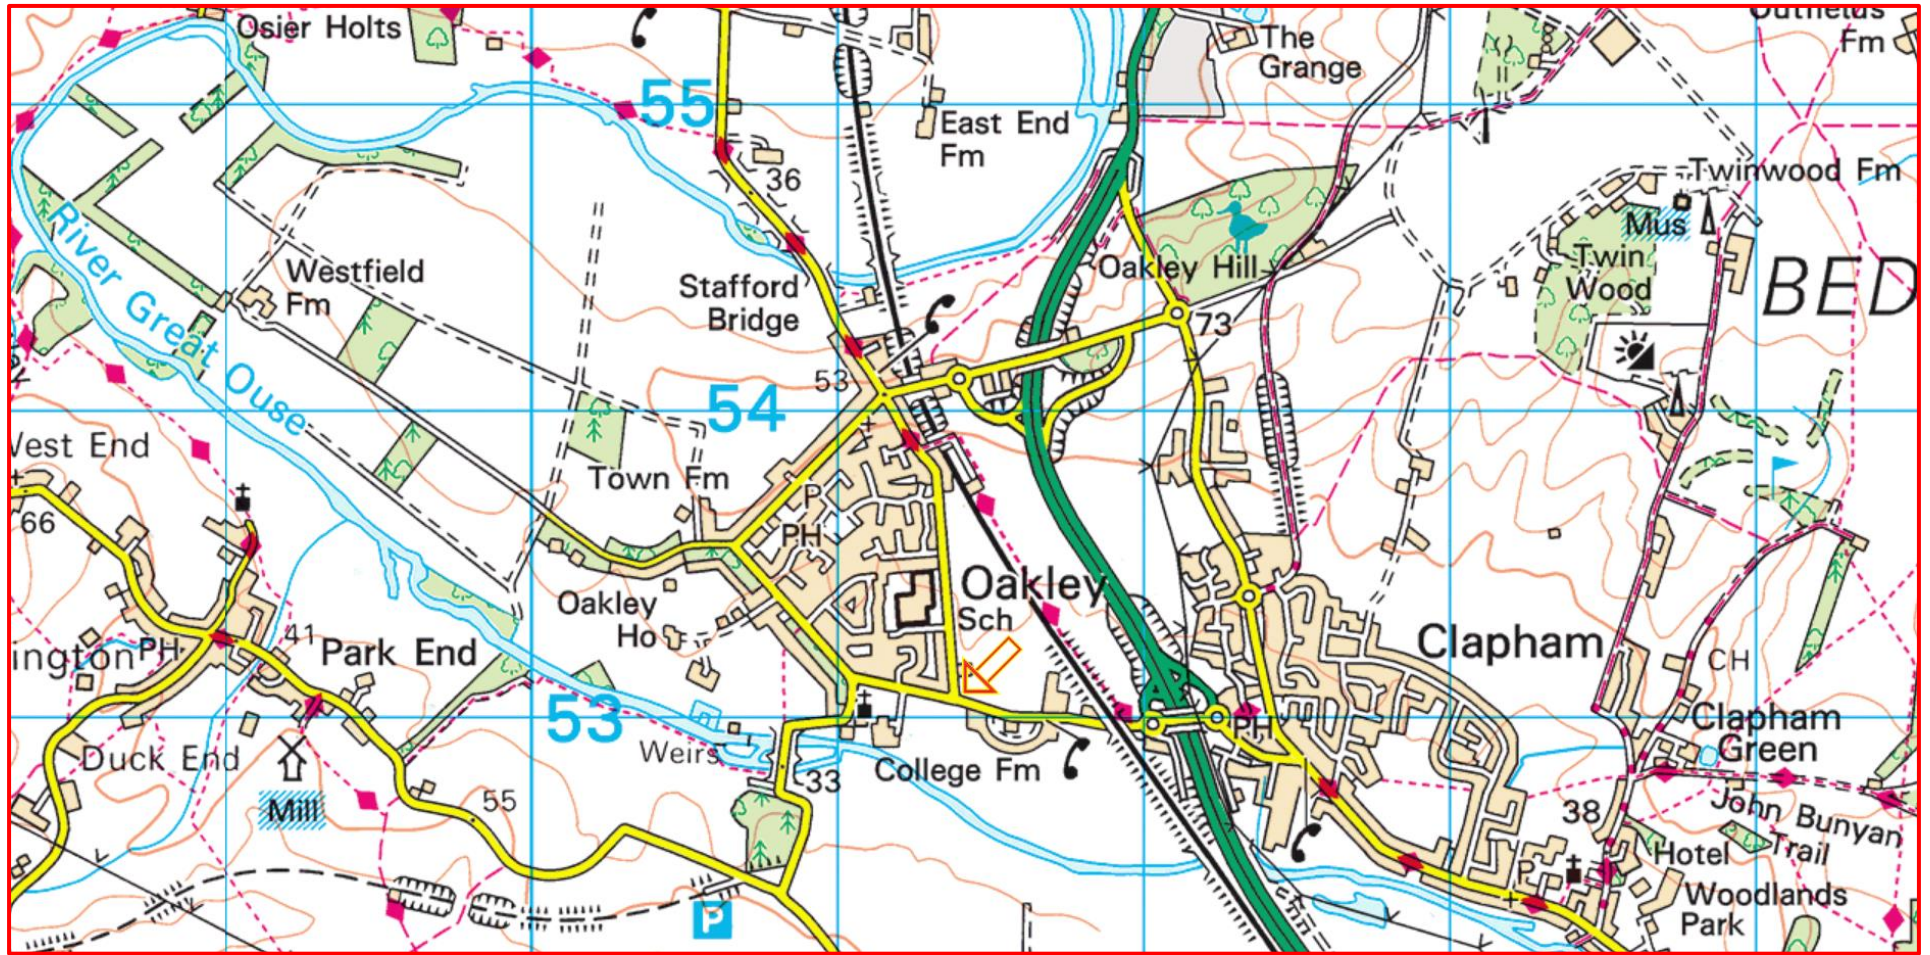 Osier Holts
The
Grange
Fm
55
East End
Fm
36
Twinwood Fm
Mus
River Great Ouse
Westfield
Fm
Stafford
Bridge
Oakley Hill
Twin
Wood
BED
73
53
54
West End
Town Fm
66
P
PH
Oakley
Sch
Oakley
Ho
41
Park End
ington
PH
Clapham
CH
53
Weirs
PH
Clapham
Green
Duck End
College Fm
33
Mill
55
38
John Bunyan
Trail
Hotel
P
Woodlands
Park
P